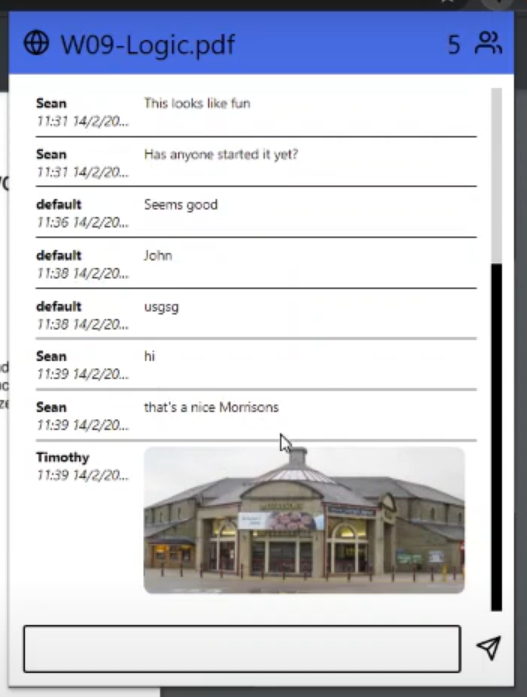 W09-Logic.pdf 5
Sean This looks like fun
11:31 14/2/20...
Sean Has anyone started it yet?
11:31 14/2/20...
default Seems good
11:36 14/2/20...
default John
11:38 14/2/20...
default usgsg
11:38 14/2/20...
Sean hi
11:39 14/2/20...
Sean that's a nice Morrisons
11:39 14/2/20...
Timothy
11:39 14/2/20...